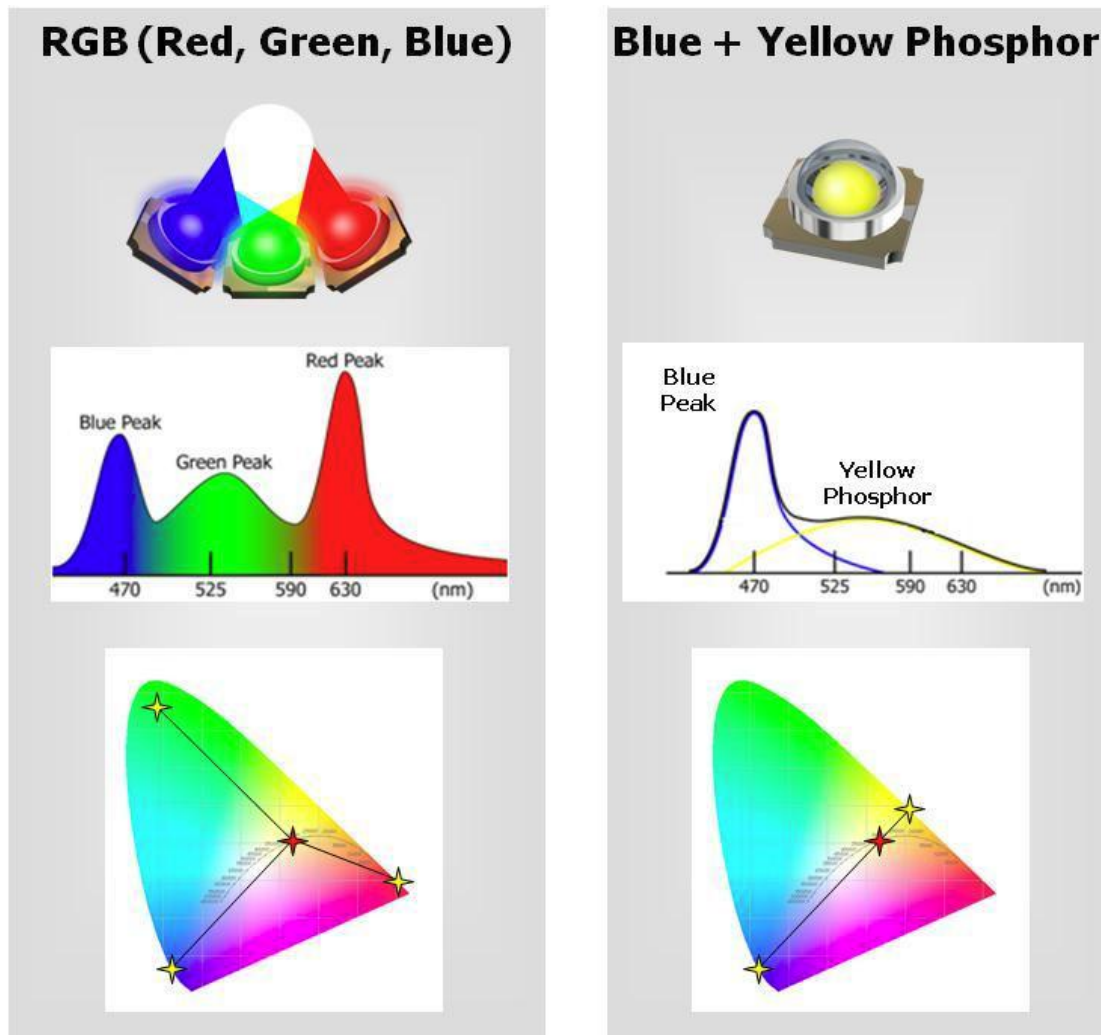 RGB (Red, Green, Blue)
Red Peak
Blue Peak
Green Peak
470 525 590 630 (nm)
Blue + Yellow Phosphor
Blue
Peak
Yellow
Phosphor
470 525 590 630 (nm)